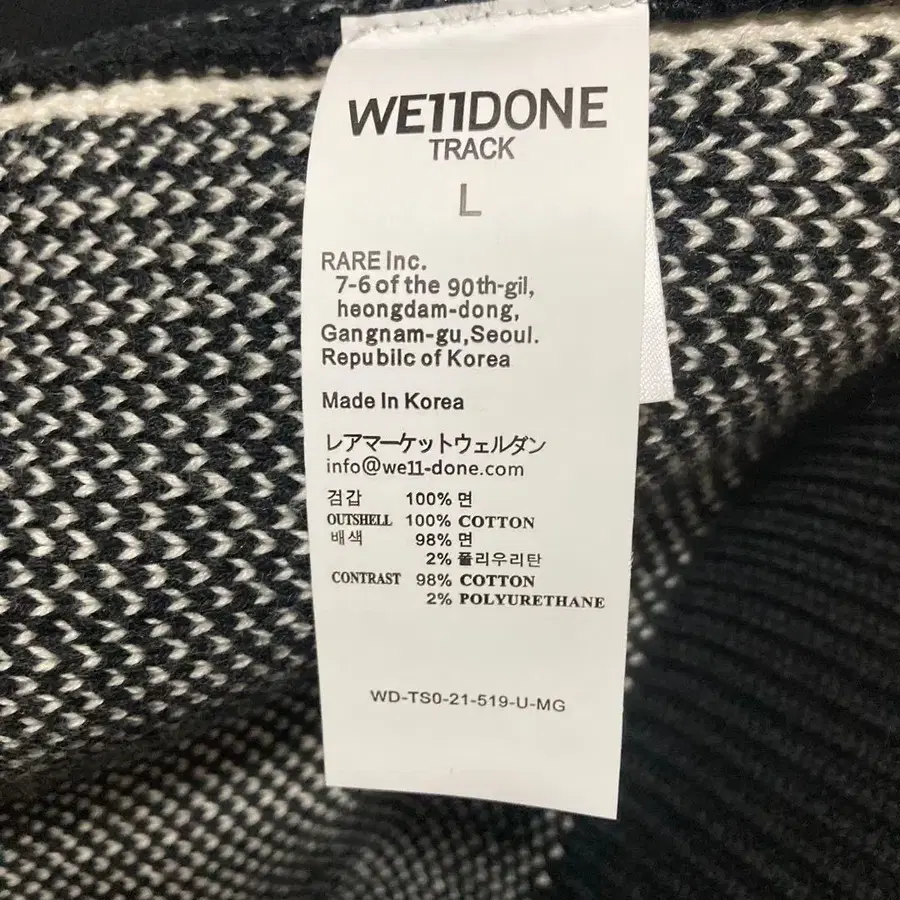 WE11DONE
TRACK
L
RARE Inc.
7-6 of the 90th-gil,
heongdam-dong,
Gangnam-gu,Seoul.
Repubilc of Korea
Made In Korea
レアマーケットウェルダン
info@we11-done.com
검갑 100% 면
OUTSHELL 100% COTTON
배색 98% 면
2% 폴리우리탄
CONTRAST 98% COTTON
2% POLYURETHANE
WD-TS0-21-519-U-MG